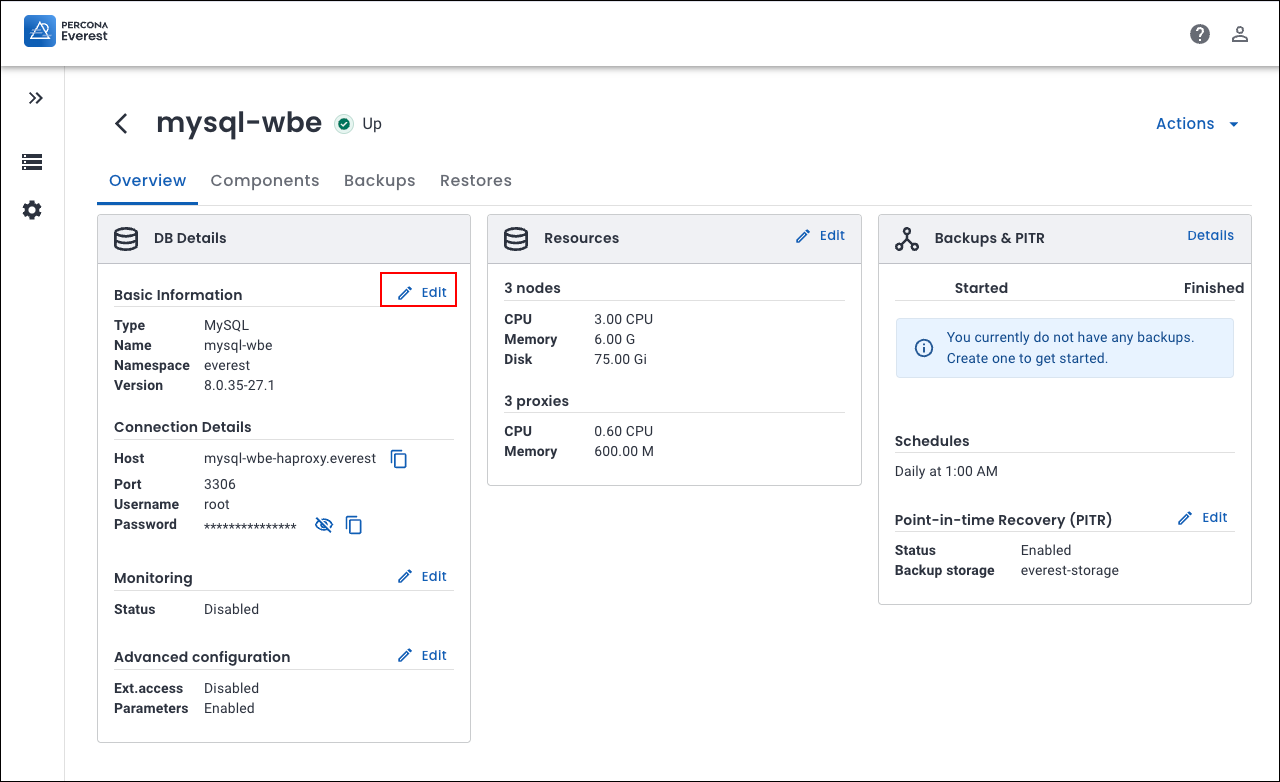 PERCONA
Everest
mysql-wbe Up
Actions
Overview Components Backups Restores
DB Details
Basic Information Edit
Type MySQL
Name mysql-wbe
Namespace everest
Version 8.0.35-27.1
Connection Details
Host mysql-wbe-haproxy.everest
Port 3306
Username root
Password ***************
Monitoring Edit
Status Disabled
Advanced configuration Edit
Ext.access Disabled
Parameters Enabled
Resources Edit
3 nodes
CPU 3.00 CPU
Memory 6.00 G
Disk 75.00 Gi
3 proxies
CPU 0.60 CPU
Memory 600.00 M
Backups & PITR Details
Started Finished
You currently do not have any backups.
Create one to get started.
Schedules
Daily at 1:00 AM
Point-in-time Recovery (PITR) Edit
Status Enabled
Backup storage everest-storage